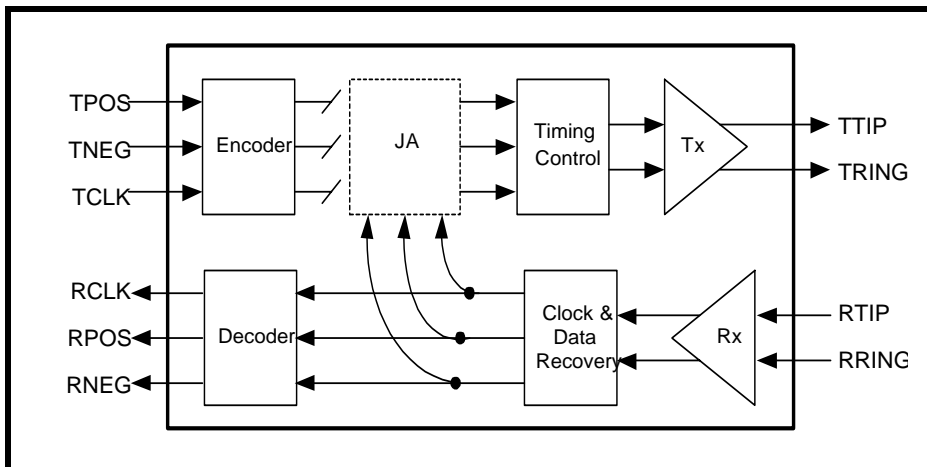 TPOS
TNEG
TCLK
Encoder
JA
Timing
Control
Tx
TTIP
TRING
RCLK
RPOS
RNEG
Decoder
Clock &
Data
Recovery
Rx
RTIP
RRING